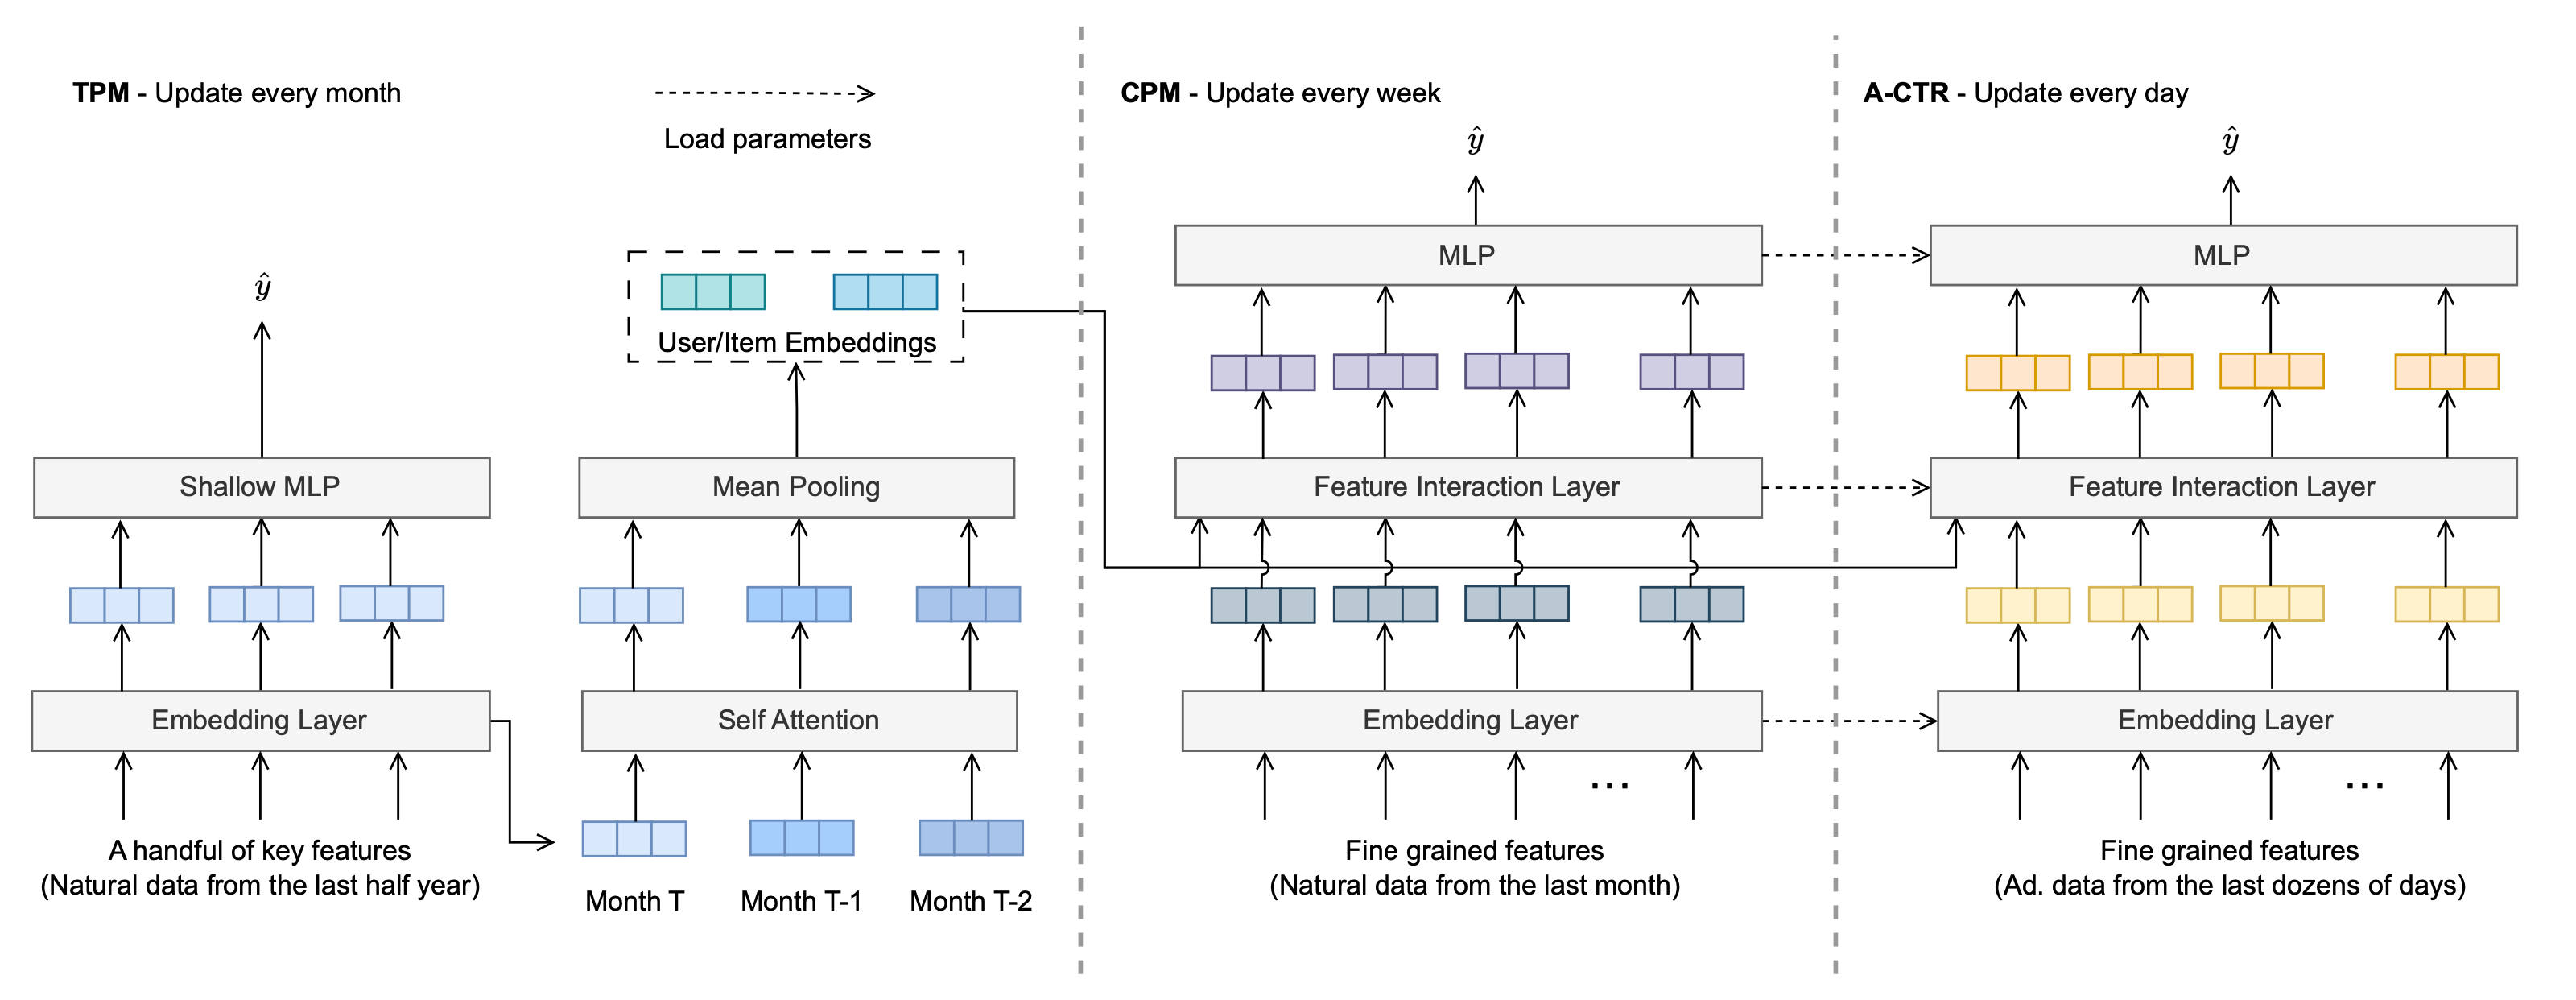 TPM - Update every month
Load parameters
ŷ
User/Item Embeddings
Shallow MLP
Mean Pooling
Embedding Layer
Self Attention
A handful of key features
(Natural data from the last half year)
Month T
Month T-1
Month T-2
CPM - Update every week
ŷ
MLP
Feature Interaction Layer
Embedding Layer
...
Fine grained features
(Natural data from the last month)
A-CTR - Update every day
ŷ
MLP
Feature Interaction Layer
Embedding Layer
...
Fine grained features
(Ad. data from the last dozens of days)